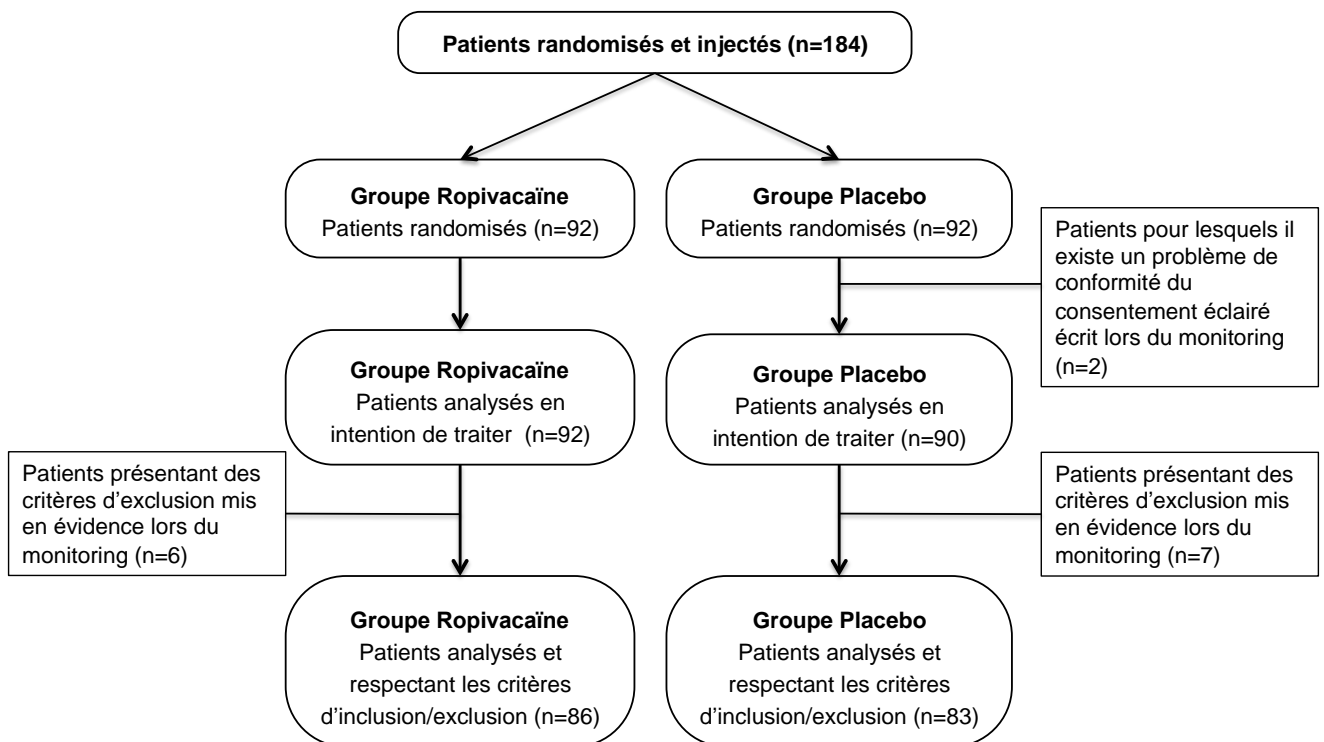 Patients randomisés et injectés (n=184)
Groupe Ropivacaïne
Patients randomisés (n=92)
Groupe Placebo
Patients randomisés (n=92)
Patients pour lesquels il
existe un problème de
conformité du
consentement éclairé
écrit lors du monitoring
(n=2)
Groupe Ropivacaïne
Patients analysés en
intention de traiter (n=92)
Groupe Placebo
Patients analysés en
intention de traiter (n=90)
Patients présentant des
critères d'exclusion mis
en évidence lors du
monitoring (n=6)
Patients présentant des
critères d'exclusion mis
en évidence lors du
monitoring (n=7)
Groupe Ropivacaïne
Patients analysés et
respectant les critères
d'inclusion/exclusion (n=86)
Groupe Placebo
Patients analysés et
respectant les critères
d'inclusion/exclusion (n=83)